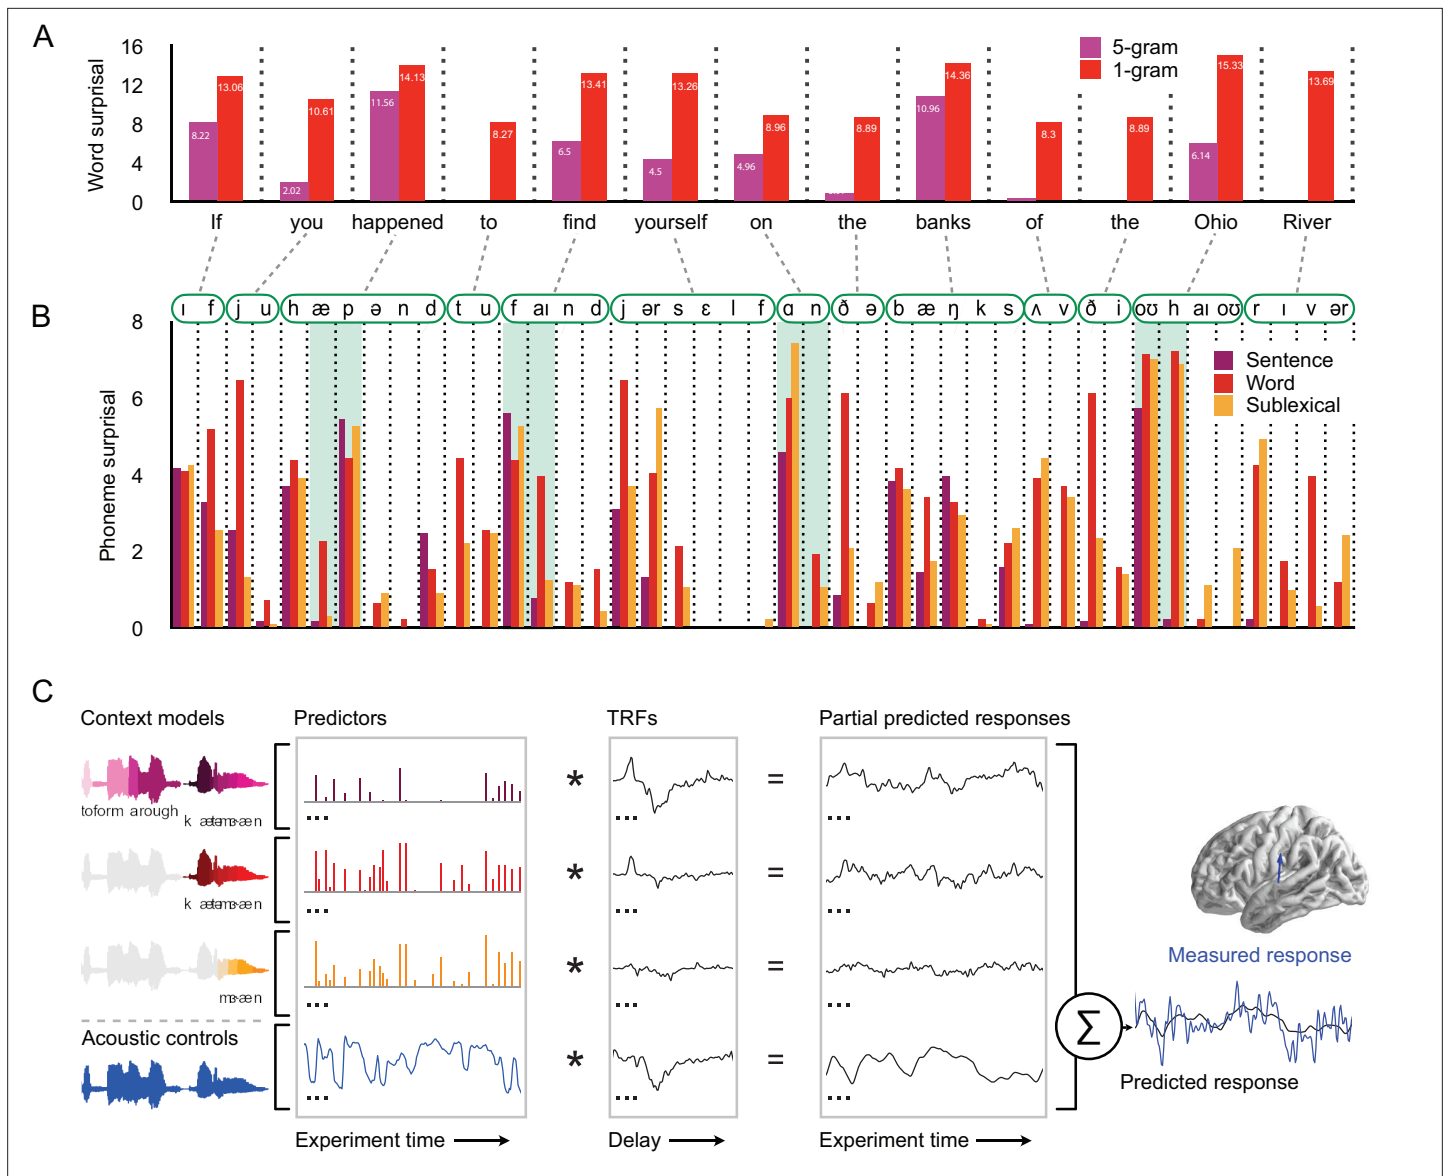 A
Word surprisal
16
12
8
4
0
5-gram
1-gram
8.22 13.06 2.02 10.61 11.56 14.13 8.27 6.5 13.41 4.5 13.26 4.96 8.96 8.89 10.96 14.36 8.3 8.89 6.14 15.33 13.69
If you happened to find yourself on the banks of the Ohio River
B
ɪ f j u h æ p ə n d t u f aɪ n d j ər s ɛ l f ɑ n ð ə b æ ŋ k s ʌ v ð i oʊ h aɪ oʊ r ɪ v ər
Phoneme surprisal
8
6
4
2
0
Sentence
Word
Sublexical
C
Context models Predictors TRFs Partial predicted responses
toform arough
* =
* =
* =
Acoustic controls
* =
Σ
Measured response
Predicted response
Experiment time Delay Experiment time